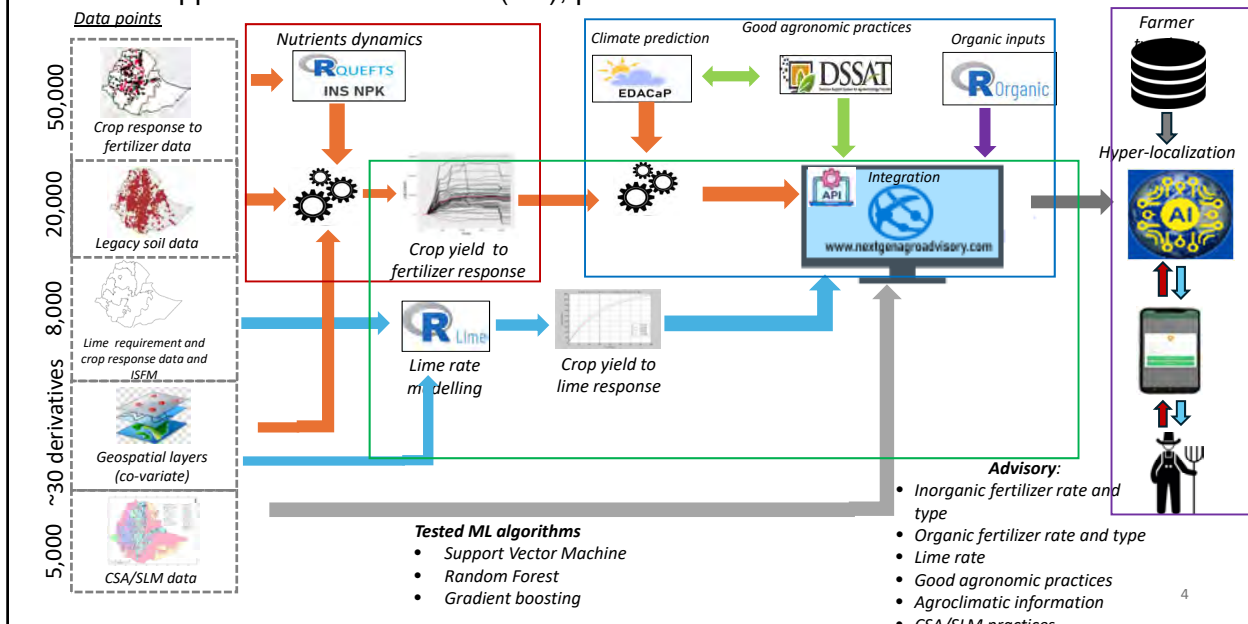 Data points
50,000
Crop response to
fertilizer data
20,000
Legacy soil data
8,000
Lime requirement and
crop response data and
ISFM
~30 derivatives
Geospatial layers
(co-variate)
5,000
CSA/SLM data
Nutrients dynamics
RQUEFTS
INS NPK
Crop yield to
fertilizer response
Climate prediction
EDACaP
Good agronomic practices
DSSAT
Organic inputs
R Organic
API
Integration
www.nextgenagroadvisory.com
R Lime
Lime rate
modelling
Crop yield to
lime response
Farmer
Hyper-localization
AI
Tested ML algorithms
• Support Vector Machine
• Random Forest
• Gradient boosting
Advisory:
• Inorganic fertilizer rate and
type
• Organic fertilizer rate and type
• Lime rate
• Good agronomic practices
• Agroclimatic information
• CSA/SLM practices
4